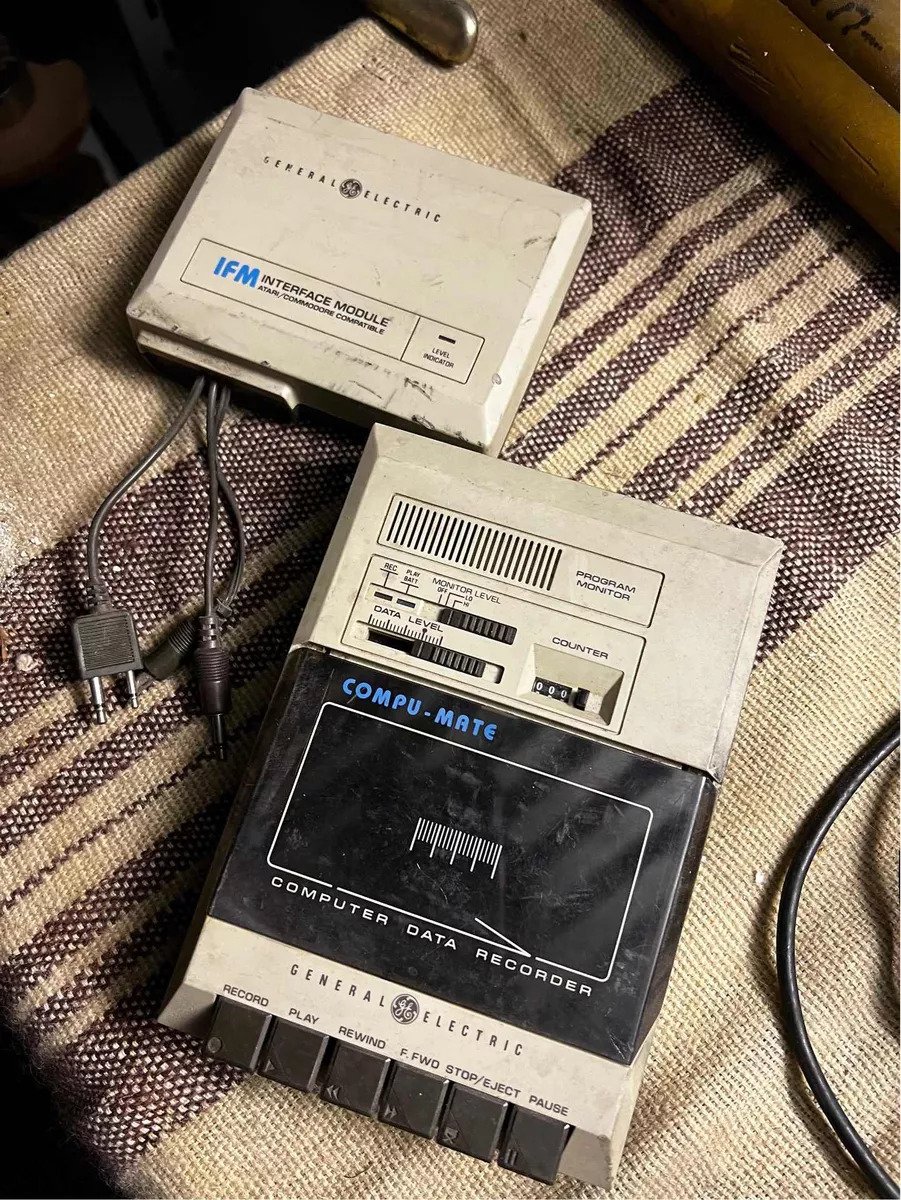 GENERAL GE ELECTRIC
IFM INTERFACE MODULE
ATARI/COMMODORE COMPATIBLE
LEVEL
INDICATOR
PROGRAM
MONITOR
REC
PLAY
BATT
MONITOR LEVEL
OFF LO
HI
DATA LEVEL
COUNTER
000
COMPU-MATE
COMPUTER DATA RECORDER
GENERAL GE ELECTRIC
RECORD PLAY REWIND F.FWD STOP/EJECT PAUSE